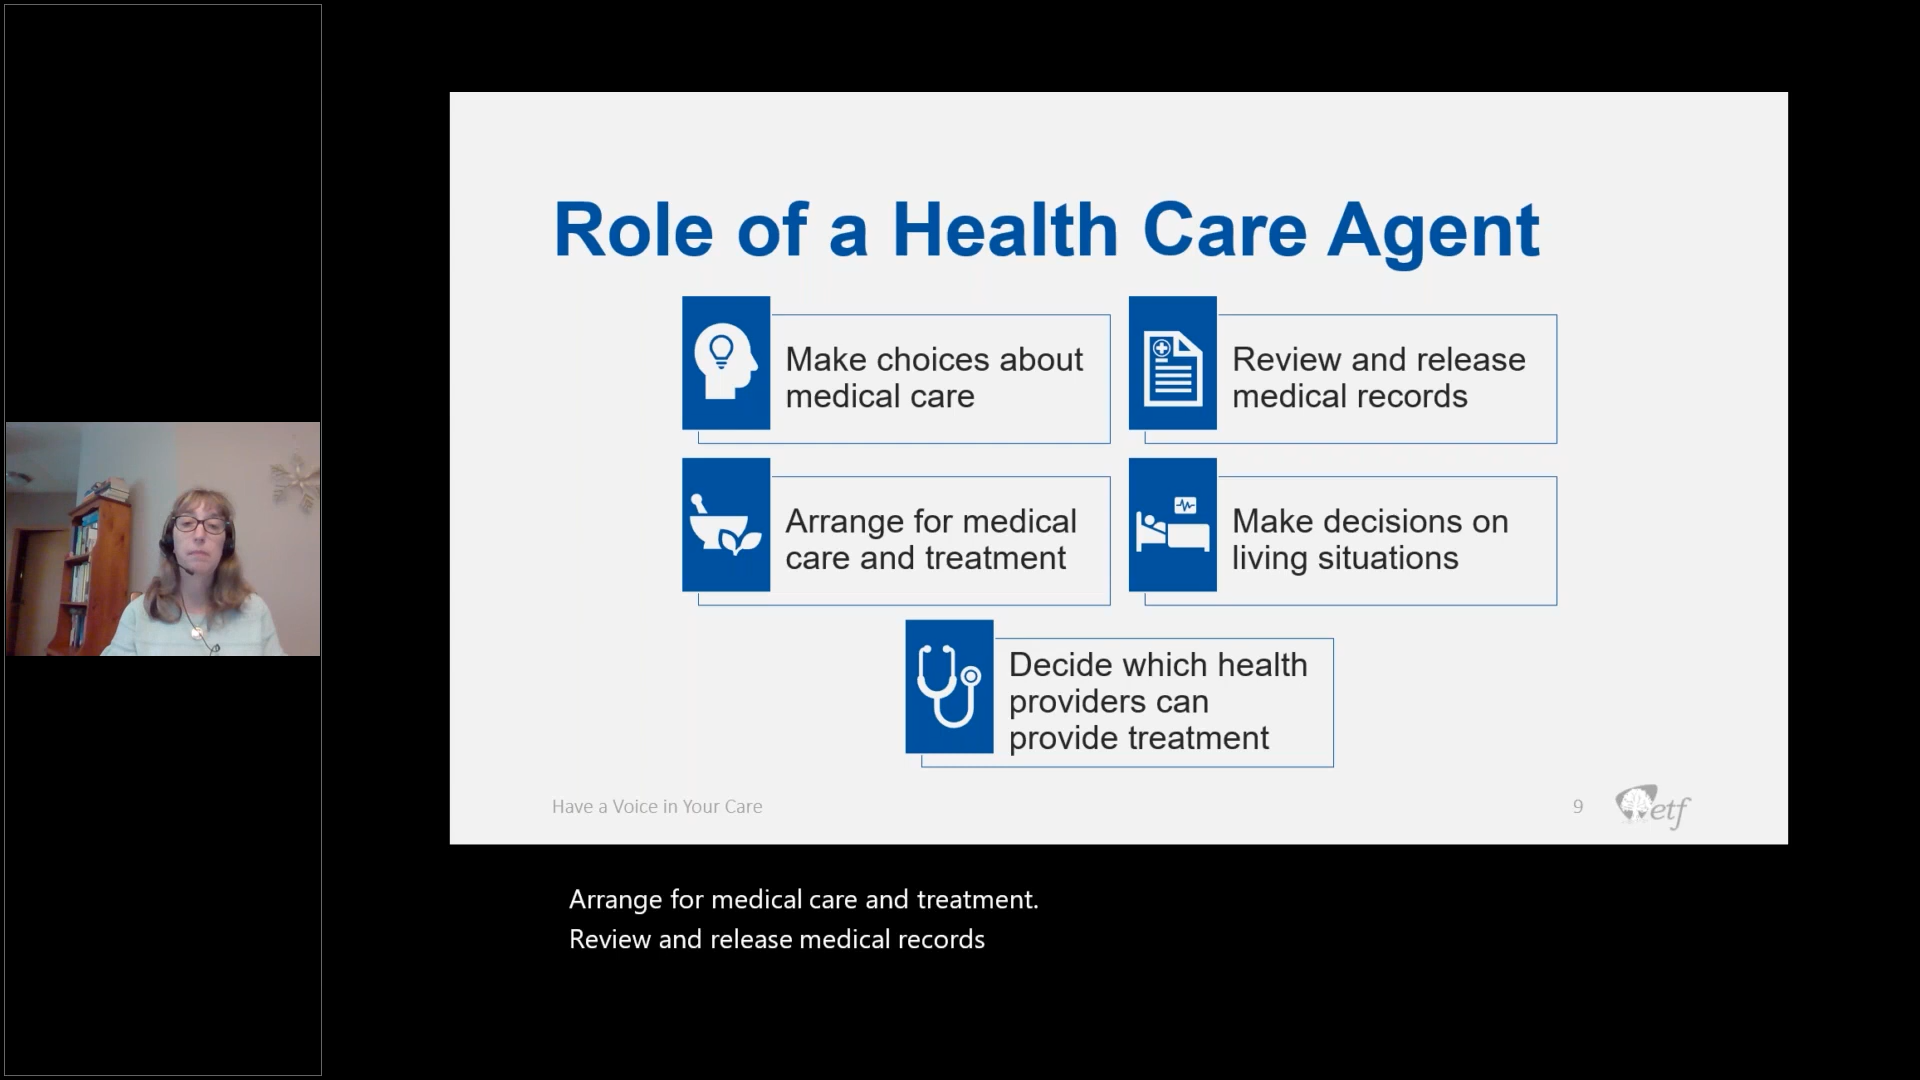 Role of a Health Care Agent
Make choices about
medical care
Review and release
medical records
Arrange for medical
care and treatment
Make decisions on
living situations
Decide which health
providers can
provide treatment
Have a Voice in Your Care
9
etf
Arrange for medical care and treatment.
Review and release medical records